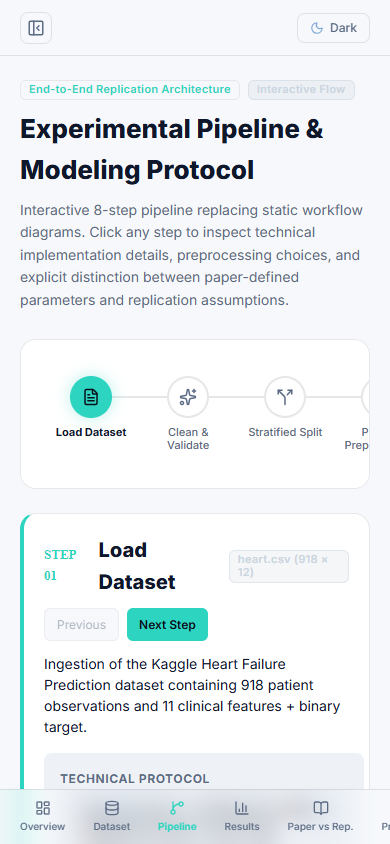 Dark
End-to-End Replication Architecture
Interactive Flow
Experimental Pipeline &
Modeling Protocol
Interactive 8-step pipeline replacing static workflow
diagrams. Click any step to inspect technical
implementation details, preprocessing choices, and
explicit distinction between paper-defined
parameters and replication assumptions.
Load Dataset
Clean &
Validate
Stratified Split
STEP
01
Load
Dataset
heart.csv (918 ×
12)
Previous
Next Step
Ingestion of the Kaggle Heart Failure
Prediction dataset containing 918 patient
observations and 11 clinical features + binary
target.
TECHNICAL PROTOCOL
Overview
Dataset
Pipeline
Results
Paper vs. Rep.